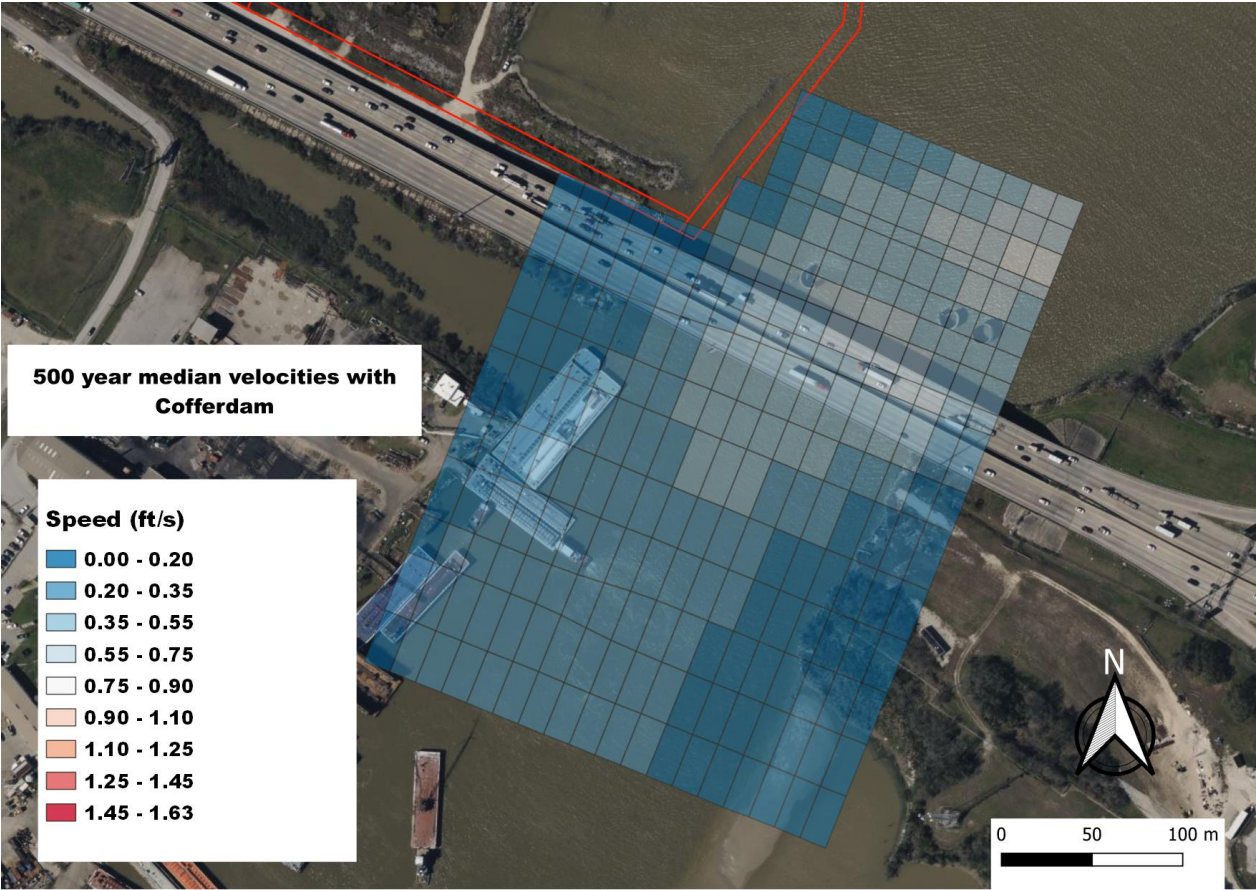 500 year median velocities with
Cofferdam
Speed (ft/s)
0.00 - 0.20
0.20 - 0.35
0.35 - 0.55
0.55 - 0.75
0.75 - 0.90
0.90 - 1.10
1.10 - 1.25
1.25 - 1.45
1.45 - 1.63
N
0 50 100 m